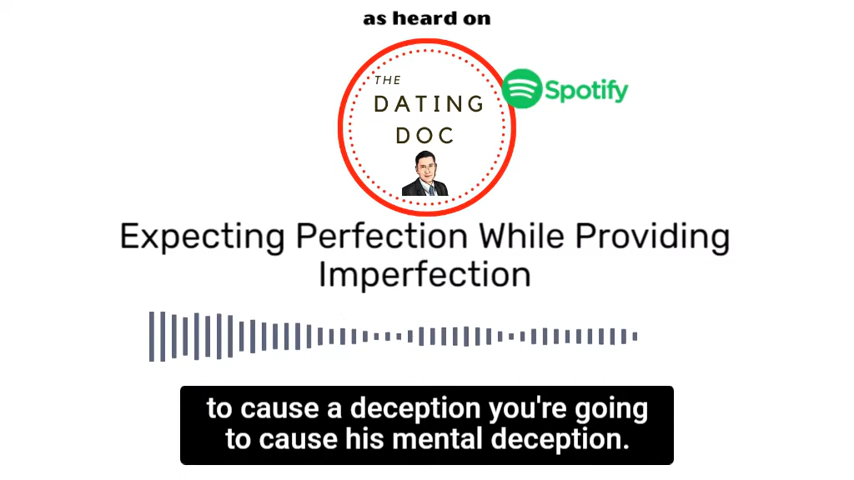 as heard on
THE
DATING
DOC
Spotify
Expecting Perfection While Providing
Imperfection
to cause a deception you're going
to cause his mental deception.